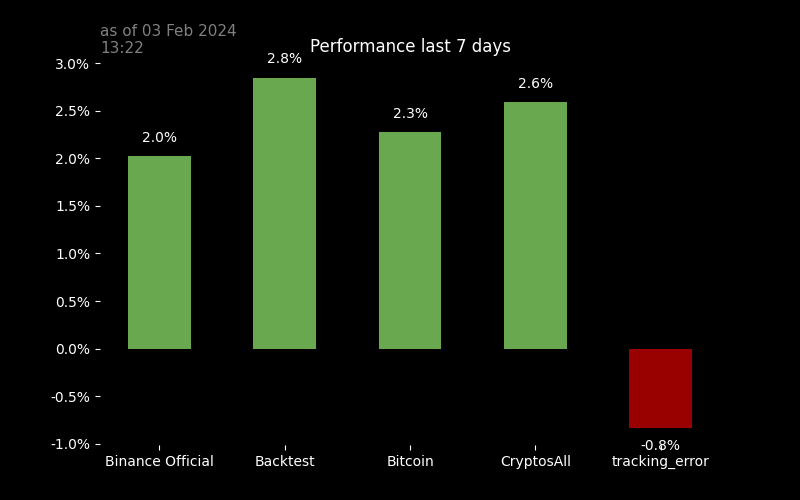 as of 03 Feb 2024
13:22
Performance last 7 days
3.0%
2.5%
2.0%
1.5%
1.0%
0.5%
0.0%
-0.5%
-1.0%
2.0%
2.8%
2.3%
2.6%
-0.8%
Binance Official
Backtest
Bitcoin
CryptosAll
tracking_error